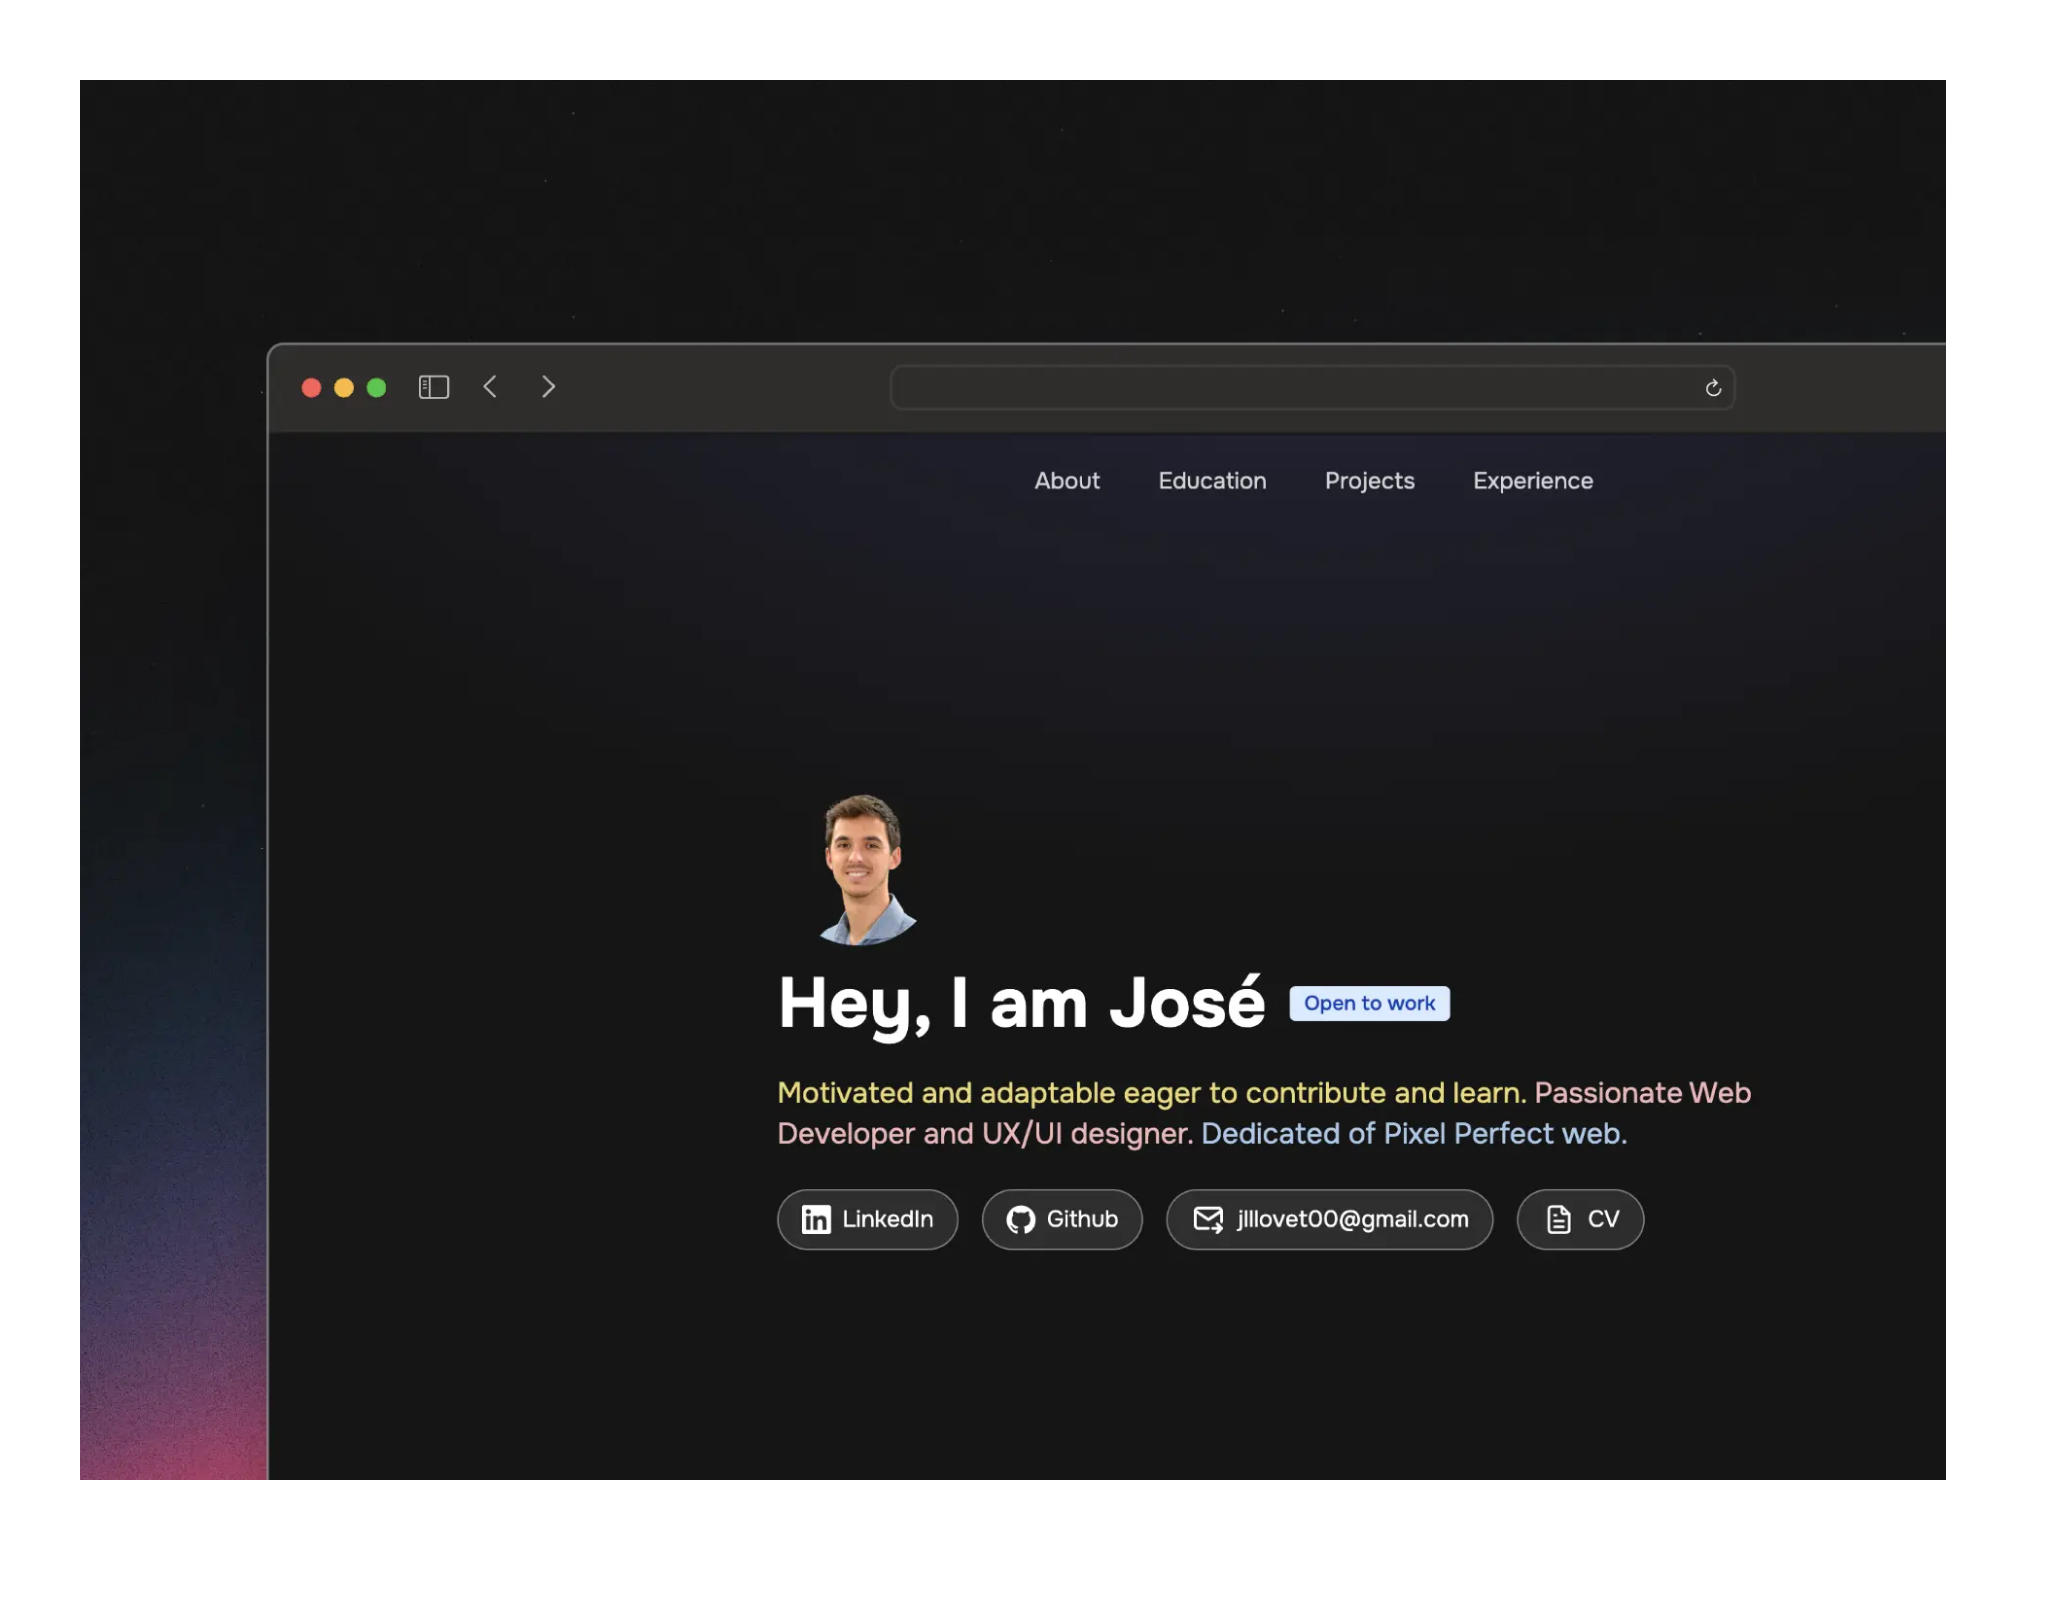 About Education Projects Experience
Hey, I am José Open to work
Motivated and adaptable eager to contribute and learn. Passionate Web
Developer and UX/UI designer. Dedicated of Pixel Perfect web.
LinkedIn Github jlllovet00@gmail.com CV